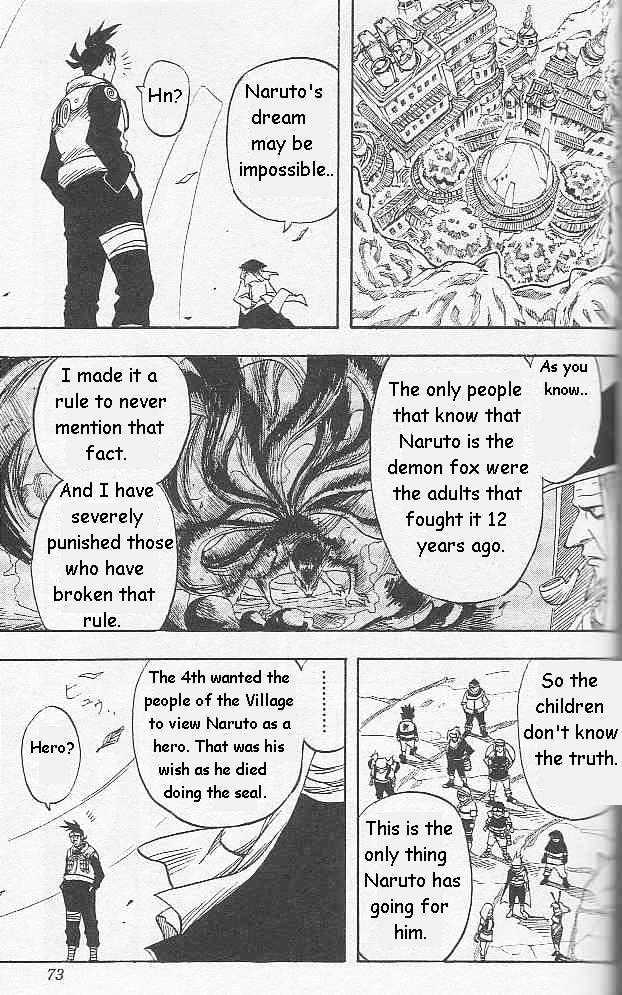 Naruto's
dream
may be
impossible..
Hn?
As you
know..
The only people
that know that
Naruto is the
demon fox were
the adults that
fought it 12
years ago.
I made it a
rule to never
mention that
fact.
And I have
severely
punished those
who have
broken that
rule.
So the
children
don't know
the truth.
This is the
only thing
Naruto has
going for
him.
The 4th wanted the
people of the Village
to view Naruto as a
hero. That was his
wish as he died
doing the seal.
ヒュウ..
Hero?
73